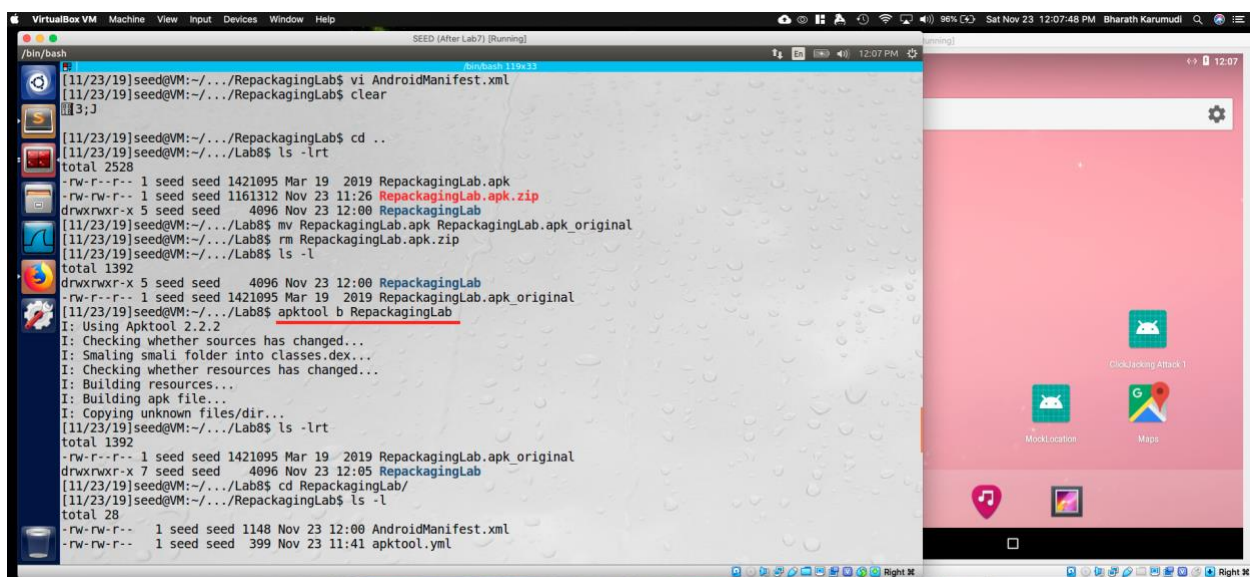 VirtualBox VM Machine View Input Devices Window Help
96% Sat Nov 23 12:07:48 PM Bharath Karumudi
SEED (After Lab7) [Running]
/bin/bash
En 12:07 PM
/bin/bash 119x33
[11/23/19]seed@VM:~/.../RepackagingLab$ vi AndroidManifest.xml
[11/23/19]seed@VM:~/.../RepackagingLab$ clear
[3;J
[11/23/19]seed@VM:~/.../RepackagingLab$ cd ..
[11/23/19]seed@VM:~/.../Lab8$ ls -lrt
total 2528
-rw-r--r-- 1 seed seed 1421095 Mar 19 2019 RepackagingLab.apk
-rw-r--r-- 1 seed seed 1161312 Nov 23 11:26 RepackagingLab.apk.zip
drwxrwxr-x 5 seed seed 4096 Nov 23 12:00 RepackagingLab
[11/23/19]seed@VM:~/.../Lab8$ mv RepackagingLab.apk RepackagingLab.apk_original
[11/23/19]seed@VM:~/.../Lab8$ rm RepackagingLab.apk.zip
[11/23/19]seed@VM:~/.../Lab8$ ls -l
total 1392
drwxrwxr-x 5 seed seed 4096 Nov 23 12:00 RepackagingLab
-rw-r--r-- 1 seed seed 1421095 Mar 19 2019 RepackagingLab.apk_original
[11/23/19]seed@VM:~/.../Lab8$ apktool b RepackagingLab
I: Using Apktool 2.2.2
I: Checking whether sources has changed...
I: Smaling smali folder into classes.dex...
I: Checking whether resources has changed...
I: Building resources...
I: Building apk file...
I: Copying unknown files/dir...
[11/23/19]seed@VM:~/.../Lab8$ ls -lrt
total 1392
-rw-r--r-- 1 seed seed 1421095 Mar 19 2019 RepackagingLab.apk_original
drwxrwxr-x 7 seed seed 4096 Nov 23 12:05 RepackagingLab
[11/23/19]seed@VM:~/.../Lab8$ cd RepackagingLab/
[11/23/19]seed@VM:~/.../RepackagingLab$ ls -l
total 28
-rw-rw-r-- 1 seed seed 1148 Nov 23 12:00 AndroidManifest.xml
-rw-rw-r-- 1 seed seed 399 Nov 23 11:41 apktool.yml
Right ⌘
12:07
ClickJacking Attack 1
MockLocation
Maps
Right ⌘